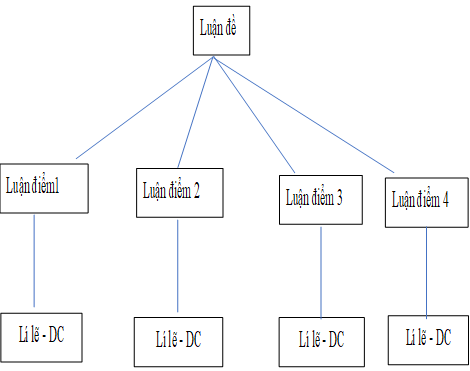 Luận đề
Luận điểm1
Luận điểm 2
Luận điểm 3
Luận điểm 4
Lí lẽ - DC
Lí lẽ - DC
Lí lẽ - DC
Lí lẽ - DC